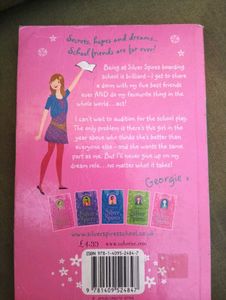 Secrets, hopes and dreams...
School friends are for ever!
Being at Silver Spires boarding
school is brilliant – I get to share
a dorm with my five best friends
ever AND do my favourite thing in the
whole world... act!
I can't wait to audition for the school play.
The only problem is there's this girl in the
year above who thinks she's better than
everyone else – and she wants the same
part as me. But I'll never give up on my
dream role... no matter what it takes!
Georgie x
www.silverspiresschool.co.uk
£4.99
www.usborne.com
ISBN 978-1-4095-2484-7
9 781409 524847